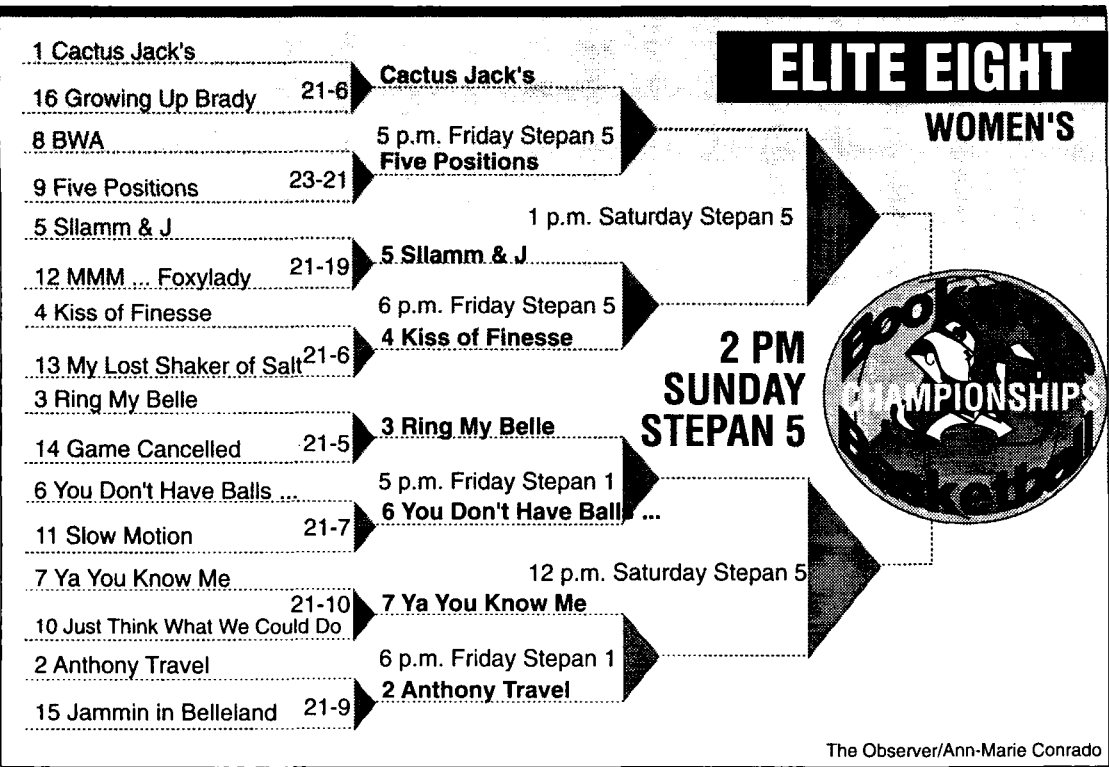 ELITE EIGHT
WOMEN'S
1 Cactus Jack's
16 Growing Up Brady 21-6
8 BWA
9 Five Positions 23-21
5 Sllamm & J
12 MMM ... Foxylady 21-19
4 Kiss of Finesse
13 My Lost Shaker of Salt 21-6
3 Ring My Belle
14 Game Cancelled 21-5
6 You Don't Have Balls ...
11 Slow Motion 21-7
7 Ya You Know Me
21-10
10 Just Think What We Could Do
2 Anthony Travel
15 Jammin in Belleland 21-9
Cactus Jack's
5 p.m. Friday Stepan 5
Five Positions
5 Sllamm & J
6 p.m. Friday Stepan 5
4 Kiss of Finesse
3 Ring My Belle
5 p.m. Friday Stepan 1
6 You Don't Have Balls ...
7 Ya You Know Me
6 p.m. Friday Stepan 1
2 Anthony Travel
1 p.m. Saturday Stepan 5
12 p.m. Saturday Stepan 5
2 PM
SUNDAY
STEPAN 5
CHAMPIONSHIPS
Basketball
The Observer/Ann-Marie Conrado